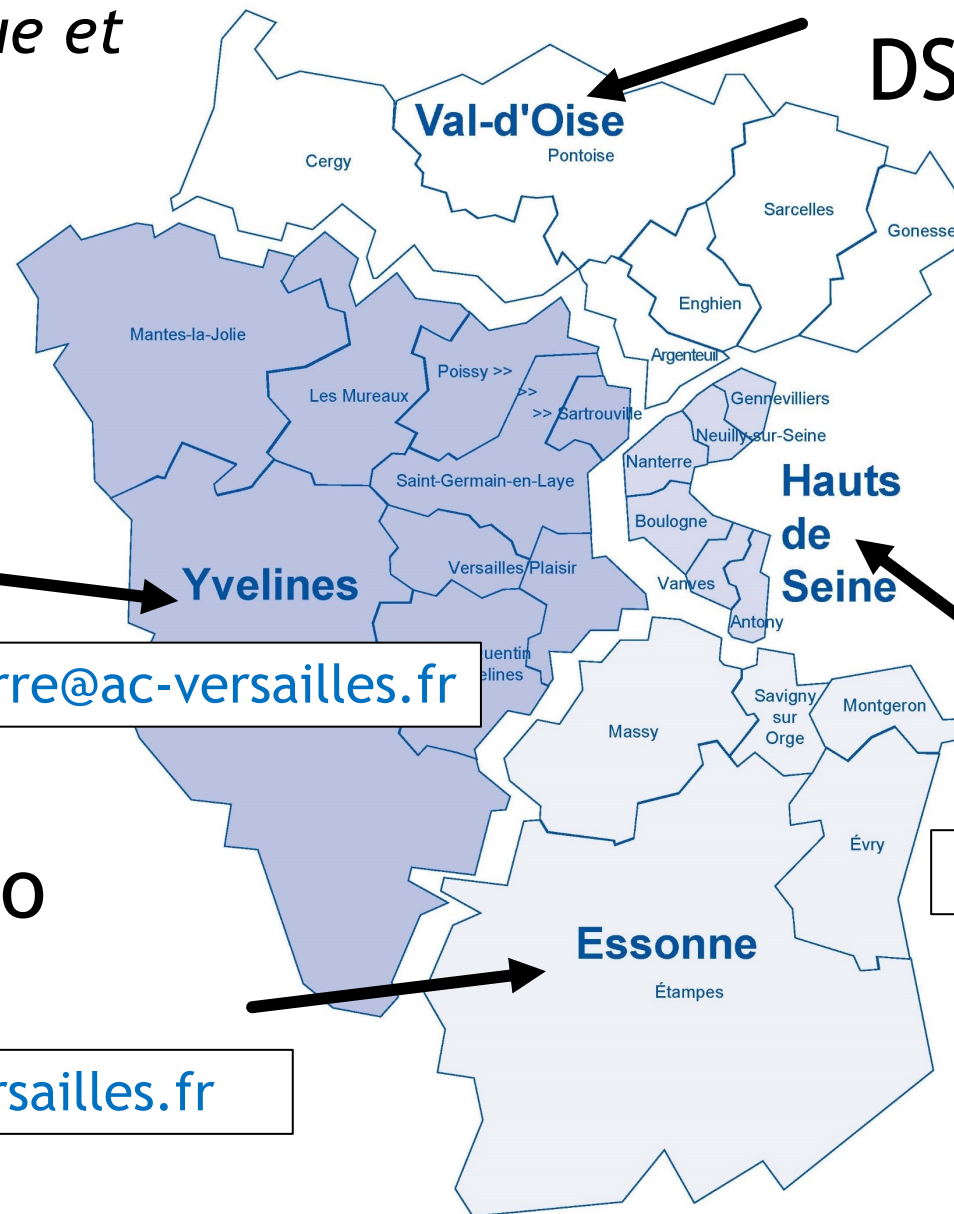 ue et
DS
Val-d'Oise
Pontoise
Cergy
Sarcelles
Gonesse
Enghien
Mantes-la-Jolie
Argenteuil
Poissy >>
>>
Les Mureaux
>> Sartrouville
Gennevilliers
Neuilly-sur-Seine
Nanterre
Saint-Germain-en-Laye
Hauts
de
Seine
Boulogne
Versailles
Plaisir
Vanves
Yvelines
Antony
uentin
elines
rre@ac-versailles.fr
Savigny
sur
Orge
Montgeron
Massy
Évry
o
Essonne
Étampes
rsailles.fr